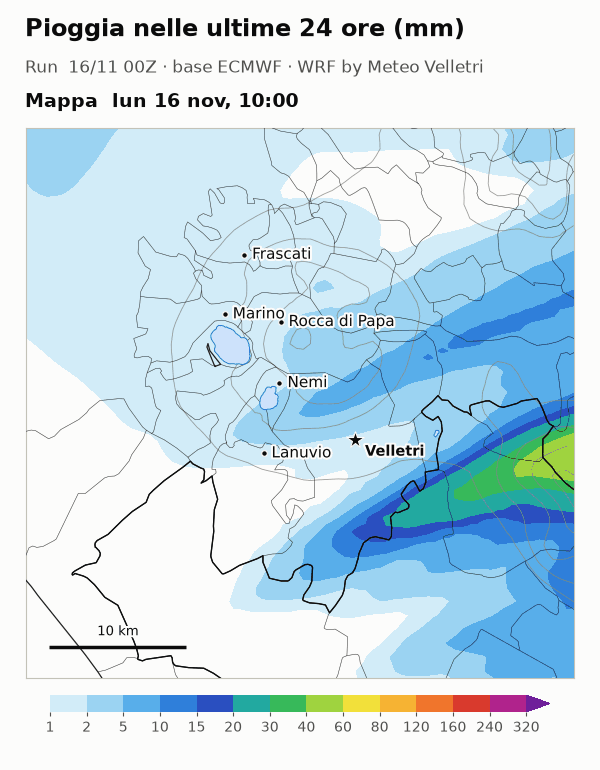 Pioggia nelle ultime 24 ore (mm)
Run  16/11 00Z · base ECMWF · WRF by Meteo Velletri
Mappa  lun 16 nov, 10:00
Frascati
Marino
Rocca di Papa
Nemi
Velletri
Lanuvio
10 km
1 2 5 10 15 20 30 40 60 80 120 160 240 320